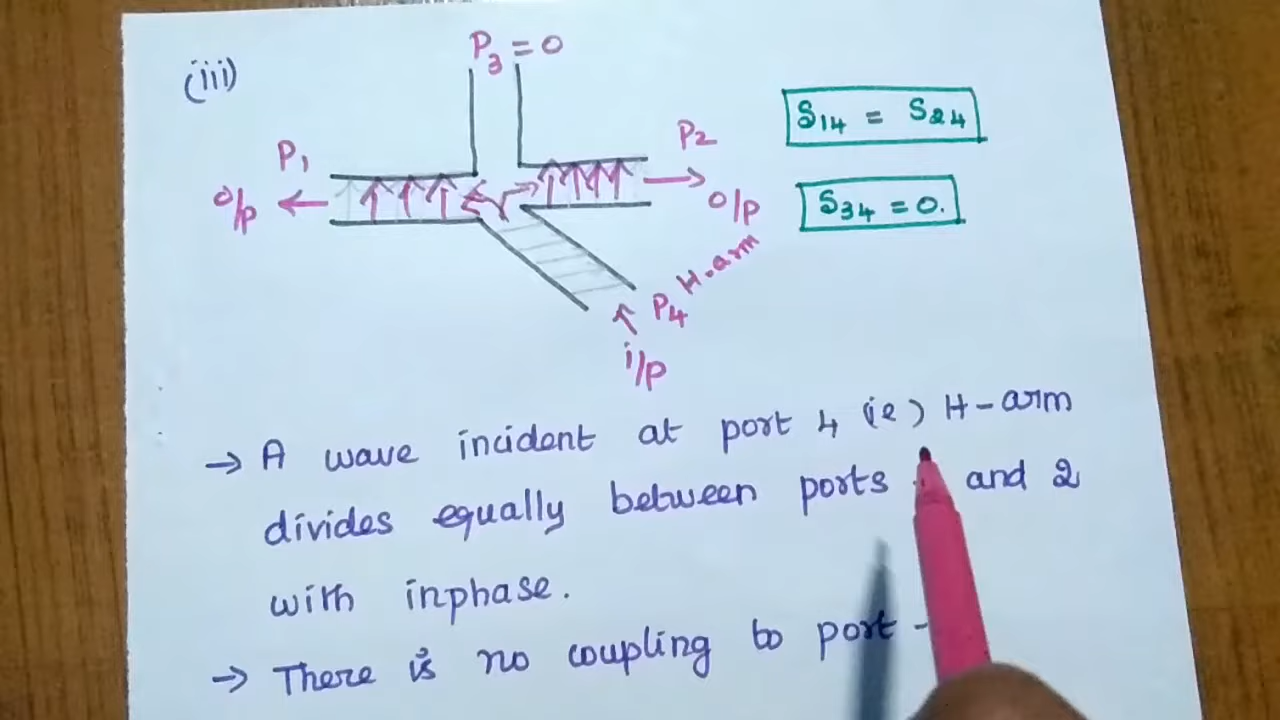 (iii)
P3 = 0
P1
o/p
P2
o/p
H-arm
P4
i/p
S14 = S24
S34 = 0.
→ A wave incident at port 4 (ie) H-arm
divides equally between ports and 2
with inphase.
→ There is no coupling to port -